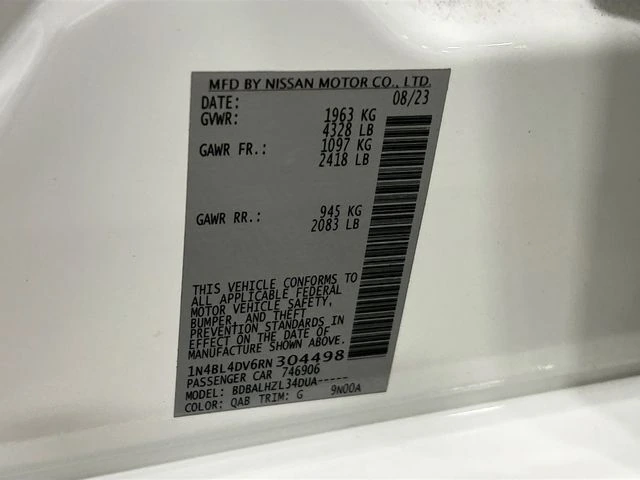 MFD BY NISSAN MOTOR CO., LTD.
DATE: 08/23
GVWR: 1963 KG
4328 LB
GAWR FR.: 1097 KG
2418 LB
GAWR RR.: 945 KG
2083 LB
THIS VEHICLE CONFORMS TO
ALL APPLICABLE FEDERAL
MOTOR VEHICLE SAFETY,
BUMPER, AND THEFT
PREVENTION STANDARDS IN
EFFECT ON THE DATE OF
MANUFACTURE SHOWN ABOVE.
1N4BL4DV6RN304498
PASSENGER CAR 746906
MODEL: BDBALHZL34DUA-----
COLOR: QAB TRIM: G 9N00A